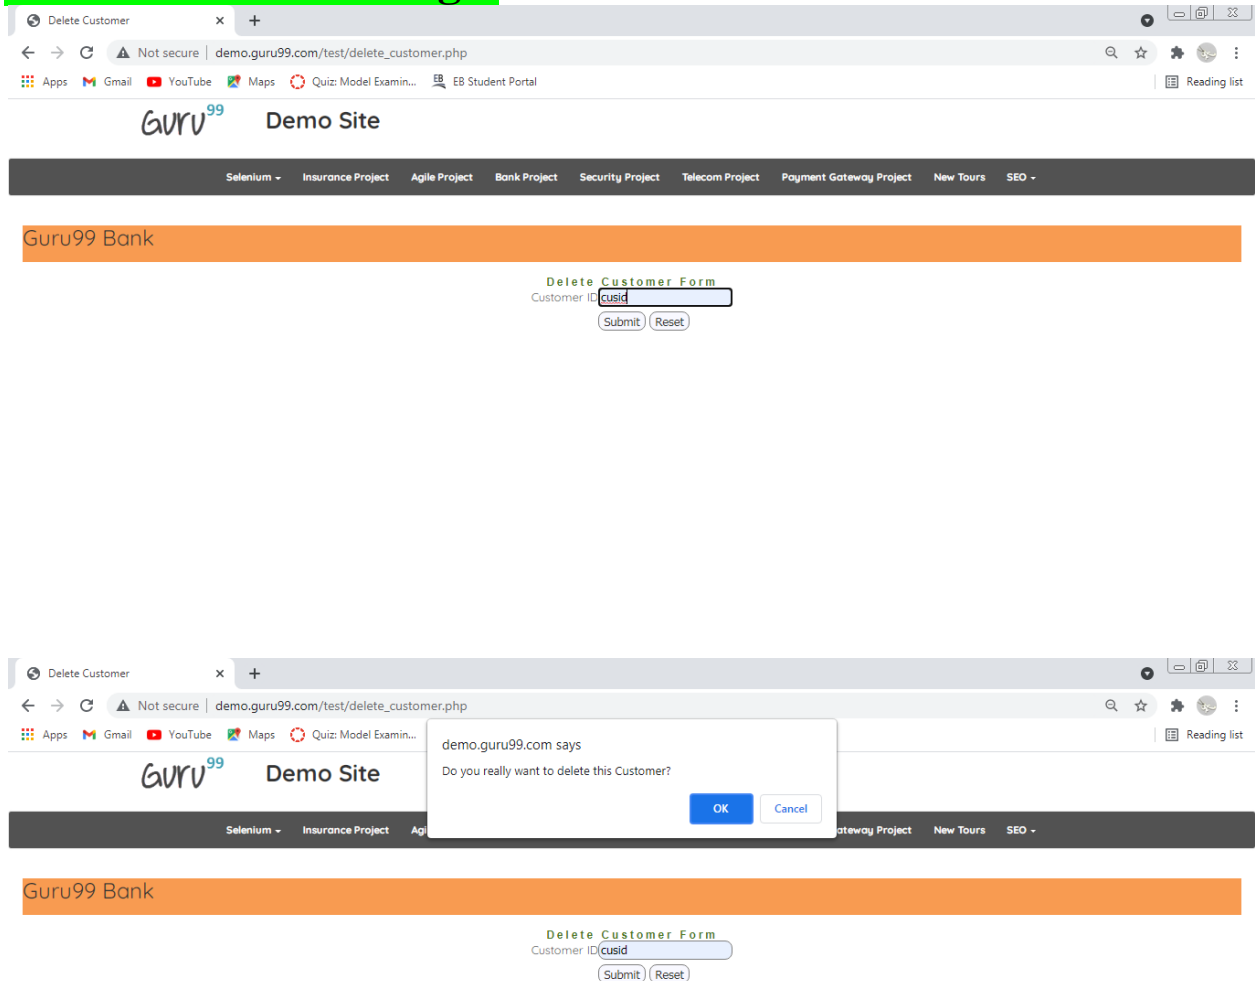 Delete Customer
Not secure | demo.guru99.com/test/delete_customer.php
Apps Gmail YouTube Maps Quiz: Model Examin... EB Student Portal Reading list
Guru99 Demo Site
Selenium Insurance Project Agile Project Bank Project Security Project Telecom Project Payment Gateway Project New Tours SEO
Guru99 Bank
Delete Customer Form
Customer ID cusid
Submit Reset
Delete Customer
Not secure | demo.guru99.com/test/delete_customer.php
Apps Gmail YouTube Maps Quiz: Model Examin... Reading list
demo.guru99.com says
Guru99 Demo Site
Do you really want to delete this Customer?
OK Cancel
Selenium Insurance Project Agi ateway Project New Tours SEO
Guru99 Bank
Delete Customer Form
Customer ID cusid
Submit Reset